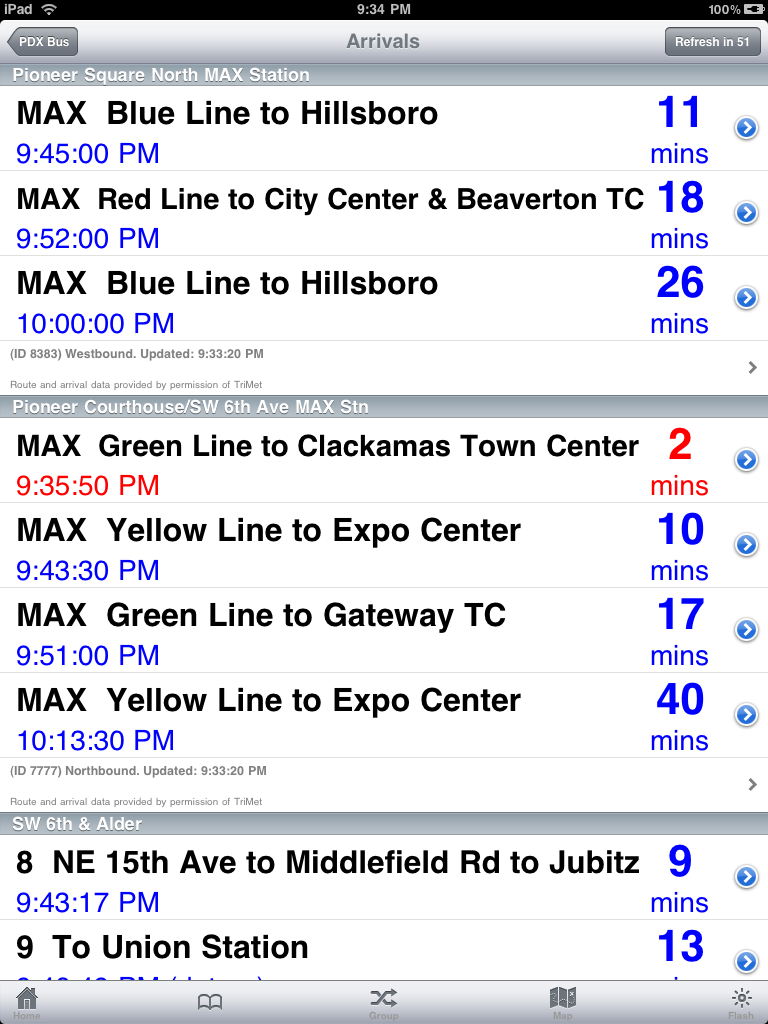 iPad 9:34 PM 100%
PDX Bus Arrivals Refresh in 51
Pioneer Square North MAX Station
MAX Blue Line to Hillsboro 11
9:45:00 PM mins
MAX Red Line to City Center & Beaverton TC 18
9:52:00 PM mins
MAX Blue Line to Hillsboro 26
10:00:00 PM mins
(ID 8383) Westbound. Updated: 9:33:20 PM
Route and arrival data provided by permission of TriMet
Pioneer Courthouse/SW 6th Ave MAX Stn
MAX Green Line to Clackamas Town Center 2
9:35:50 PM mins
MAX Yellow Line to Expo Center 10
9:43:30 PM mins
MAX Green Line to Gateway TC 17
9:51:00 PM mins
MAX Yellow Line to Expo Center 40
10:13:30 PM mins
(ID 7777) Northbound. Updated: 9:33:20 PM
Route and arrival data provided by permission of TriMet
SW 6th & Alder
8 NE 15th Ave to Middlefield Rd to Jubitz 9
9:43:17 PM mins
9 To Union Station 13
Home Group Map Flash